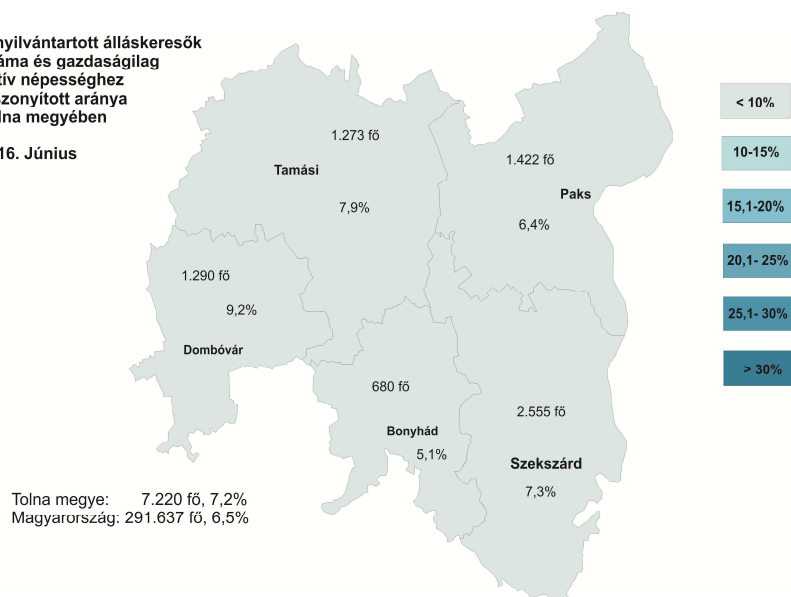 nyilvántartott álláskeresők
áma és gazdaságilag
tív népességhez
szonyított aránya
lna megyében
16. Június
1.273 fő
Tamási
7,9%
1.422 fő
Paks
6,4%
1.290 fő
9,2%
Dombóvár
680 fő
Bonyhád
5,1%
2.555 fő
Szekszárd
7,3%
< 10%
10-15%
15,1-20%
20,1- 25%
25,1- 30%
> 30%
Tolna megye: 7.220 fő, 7,2%
Magyarország: 291.637 fő, 6,5%